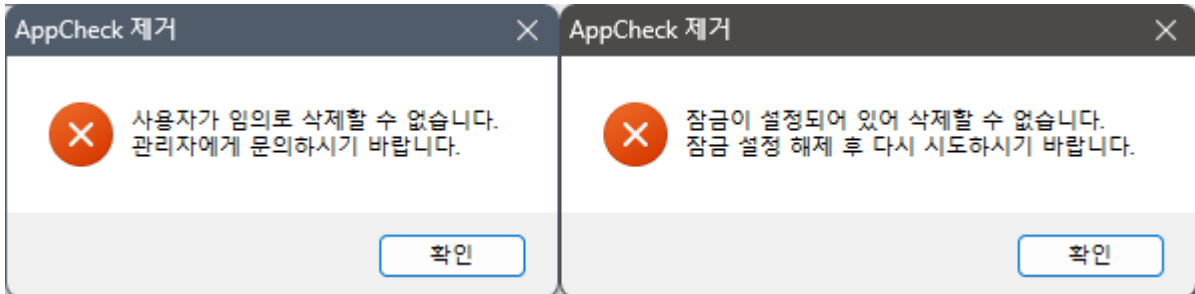 AppCheck 제거
사용자가 임의로 삭제할 수 없습니다.
관리자에게 문의하시기 바랍니다.
확인
AppCheck 제거
잠금이 설정되어 있어 삭제할 수 없습니다.
잠금 설정 해제 후 다시 시도하시기 바랍니다.
확인